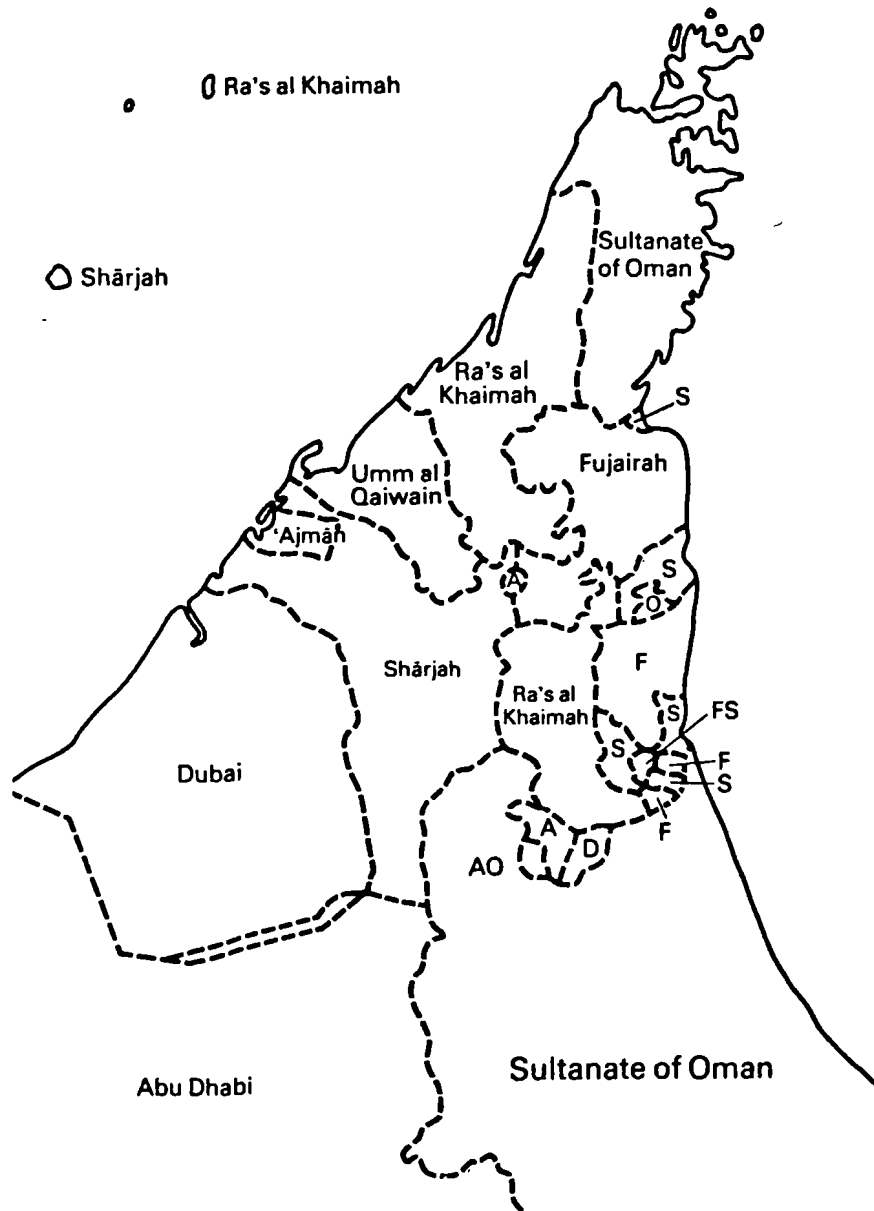 Ra's al Khaimah
Shārjah
Sultanate
of Oman
Ra's al
Khaimah
S
Fujairah
Umm al
Qaiwain
'Ajmān
A
S
O
Shārjah
F
Ra's al
Khaimah
S
FS
S
F
S
F
Dubai
A
D
AO
Abu Dhabi
Sultanate of Oman